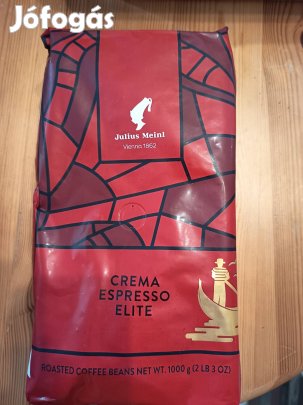 Jófogás
Julius Meinl
Vienna 1862
CREMA
ESPRESSO
ELITE
ROASTED COFFEE BEANS NET WT. 1000 g (2 LB 3 OZ)